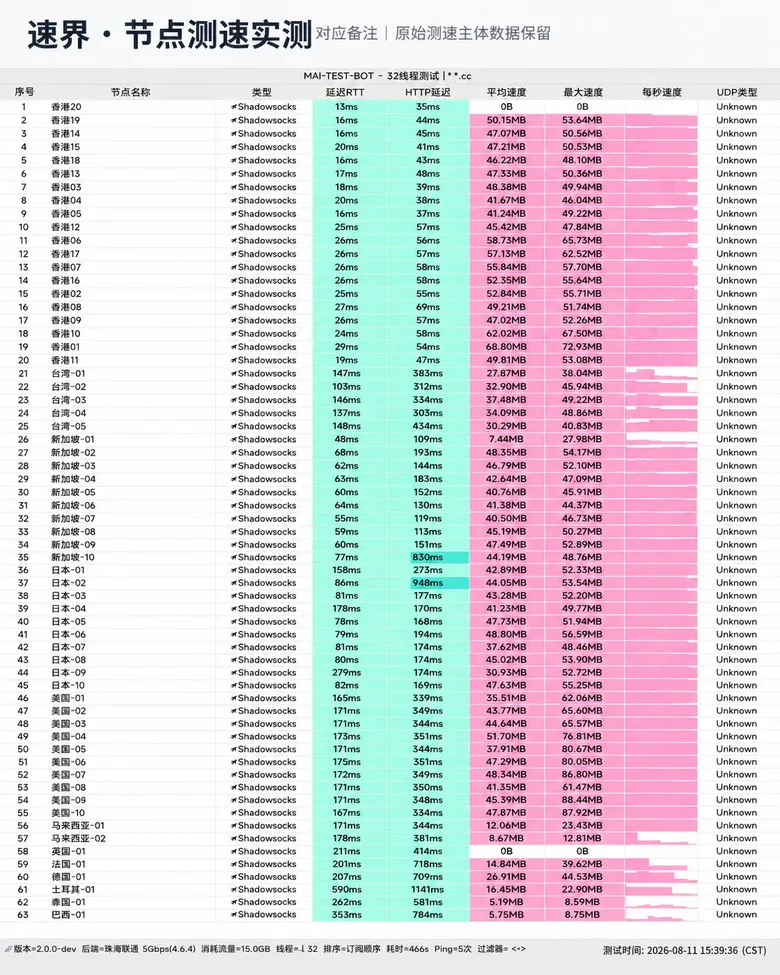 速界·节点测速实测 对应备注｜原始测速主体数据保留
MAI-TEST-BOT - 32线程测试 | **.cc
序号 节点名称 类型 延迟RTT HTTP延迟 平均速度 最大速度 每秒速度 UDP类型
1 香港20 Shadowsocks 13ms 35ms 0B 0B Unknown
2 香港19 Shadowsocks 16ms 44ms 50.15MB 53.64MB Unknown
3 香港14 Shadowsocks 16ms 45ms 47.07MB 50.56MB Unknown
4 香港15 Shadowsocks 20ms 41ms 47.21MB 50.53MB Unknown
5 香港18 Shadowsocks 16ms 43ms 46.22MB 48.10MB Unknown
6 香港13 Shadowsocks 17ms 48ms 47.33MB 50.36MB Unknown
7 香港03 Shadowsocks 18ms 39ms 48.38MB 49.94MB Unknown
8 香港04 Shadowsocks 20ms 38ms 41.67MB 46.04MB Unknown
9 香港05 Shadowsocks 16ms 37ms 41.24MB 49.22MB Unknown
10 香港12 Shadowsocks 25ms 57ms 45.42MB 47.84MB Unknown
11 香港06 Shadowsocks 26ms 56ms 58.73MB 65.73MB Unknown
12 香港17 Shadowsocks 26ms 57ms 57.13MB 62.52MB Unknown
13 香港07 Shadowsocks 26ms 58ms 55.84MB 57.70MB Unknown
14 香港16 Shadowsocks 26ms 58ms 52.35MB 55.64MB Unknown
15 香港02 Shadowsocks 25ms 55ms 52.84MB 55.71MB Unknown
16 香港08 Shadowsocks 27ms 69ms 49.21MB 51.74MB Unknown
17 香港09 Shadowsocks 26ms 57ms 47.02MB 52.26MB Unknown
18 香港10 Shadowsocks 24ms 58ms 62.02MB 67.50MB Unknown
19 香港01 Shadowsocks 29ms 54ms 68.80MB 72.93MB Unknown
20 香港11 Shadowsocks 19ms 47ms 49.81MB 53.08MB Unknown
21 台湾-01 Shadowsocks 147ms 383ms 27.87MB 38.04MB Unknown
22 台湾-02 Shadowsocks 103ms 312ms 32.90MB 45.94MB Unknown
23 台湾-03 Shadowsocks 146ms 334ms 37.48MB 49.22MB Unknown
24 台湾-04 Shadowsocks 137ms 303ms 34.09MB 48.86MB Unknown
25 台湾-05 Shadowsocks 148ms 434ms 30.29MB 40.83MB Unknown
26 新加坡-01 Shadowsocks 48ms 109ms 7.44MB 27.98MB Unknown
27 新加坡-02 Shadowsocks 68ms 193ms 48.35MB 54.17MB Unknown
28 新加坡-03 Shadowsocks 62ms 144ms 46.79MB 52.10MB Unknown
29 新加坡-04 Shadowsocks 63ms 183ms 42.64MB 47.09MB Unknown
30 新加坡-05 Shadowsocks 60ms 152ms 40.76MB 45.91MB Unknown
31 新加坡-06 Shadowsocks 64ms 130ms 41.38MB 44.37MB Unknown
32 新加坡-07 Shadowsocks 55ms 119ms 40.50MB 46.73MB Unknown
33 新加坡-08 Shadowsocks 59ms 113ms 45.19MB 50.27MB Unknown
34 新加坡-09 Shadowsocks 60ms 151ms 47.49MB 52.89MB Unknown
35 新加坡-10 Shadowsocks 77ms 830ms 44.19MB 48.76MB Unknown
36 日本-01 Shadowsocks 158ms 273ms 42.89MB 52.33MB Unknown
37 日本-02 Shadowsocks 86ms 948ms 44.05MB 53.54MB Unknown
38 日本-03 Shadowsocks 81ms 177ms 43.28MB 52.20MB Unknown
39 日本-04 Shadowsocks 178ms 170ms 41.23MB 49.77MB Unknown
40 日本-05 Shadowsocks 78ms 168ms 47.73MB 51.94MB Unknown
41 日本-06 Shadowsocks 79ms 194ms 48.80MB 56.59MB Unknown
42 日本-07 Shadowsocks 81ms 174ms 37.62MB 48.46MB Unknown
43 日本-08 Shadowsocks 80ms 174ms 45.02MB 53.90MB Unknown
44 日本-09 Shadowsocks 279ms 174ms 30.93MB 52.72MB Unknown
45 日本-10 Shadowsocks 82ms 169ms 47.63MB 55.25MB Unknown
46 美国-01 Shadowsocks 165ms 339ms 35.51MB 62.06MB Unknown
47 美国-02 Shadowsocks 171ms 349ms 43.77MB 65.60MB Unknown
48 美国-03 Shadowsocks 171ms 344ms 44.64MB 65.57MB Unknown
49 美国-04 Shadowsocks 173ms 351ms 51.70MB 76.81MB Unknown
50 美国-05 Shadowsocks 171ms 344ms 37.91MB 80.67MB Unknown
51 美国-06 Shadowsocks 175ms 351ms 47.29MB 80.05MB Unknown
52 美国-07 Shadowsocks 172ms 349ms 48.34MB 86.80MB Unknown
53 美国-08 Shadowsocks 171ms 350ms 41.35MB 61.47MB Unknown
54 美国-09 Shadowsocks 171ms 348ms 45.39MB 88.44MB Unknown
55 美国-10 Shadowsocks 167ms 334ms 47.87MB 87.92MB Unknown
56 马来西亚-01 Shadowsocks 171ms 344ms 12.06MB 23.43MB Unknown
57 马来西亚-02 Shadowsocks 178ms 381ms 8.67MB 12.81MB Unknown
58 英国-01 Shadowsocks 211ms 414ms 0B 0B Unknown
59 法国-01 Shadowsocks 201ms 718ms 14.84MB 39.62MB Unknown
60 德国-01 Shadowsocks 207ms 709ms 26.91MB 44.53MB Unknown
61 土耳其-01 Shadowsocks 590ms 1141ms 16.45MB 22.90MB Unknown
62 泰国-01 Shadowsocks 262ms 581ms 5.19MB 8.59MB Unknown
63 巴西-01 Shadowsocks 353ms 784ms 5.75MB 8.75MB Unknown
版本=2.0.0-dev 后端=珠海联通 5Gbps(4.6.4) 消耗流量=15.0GB 线程=.l 32 排序=订阅顺序 耗时=466s Ping=5次 过滤器= <-> 测试时间: 2026-08-11 15:39:36 (CST)